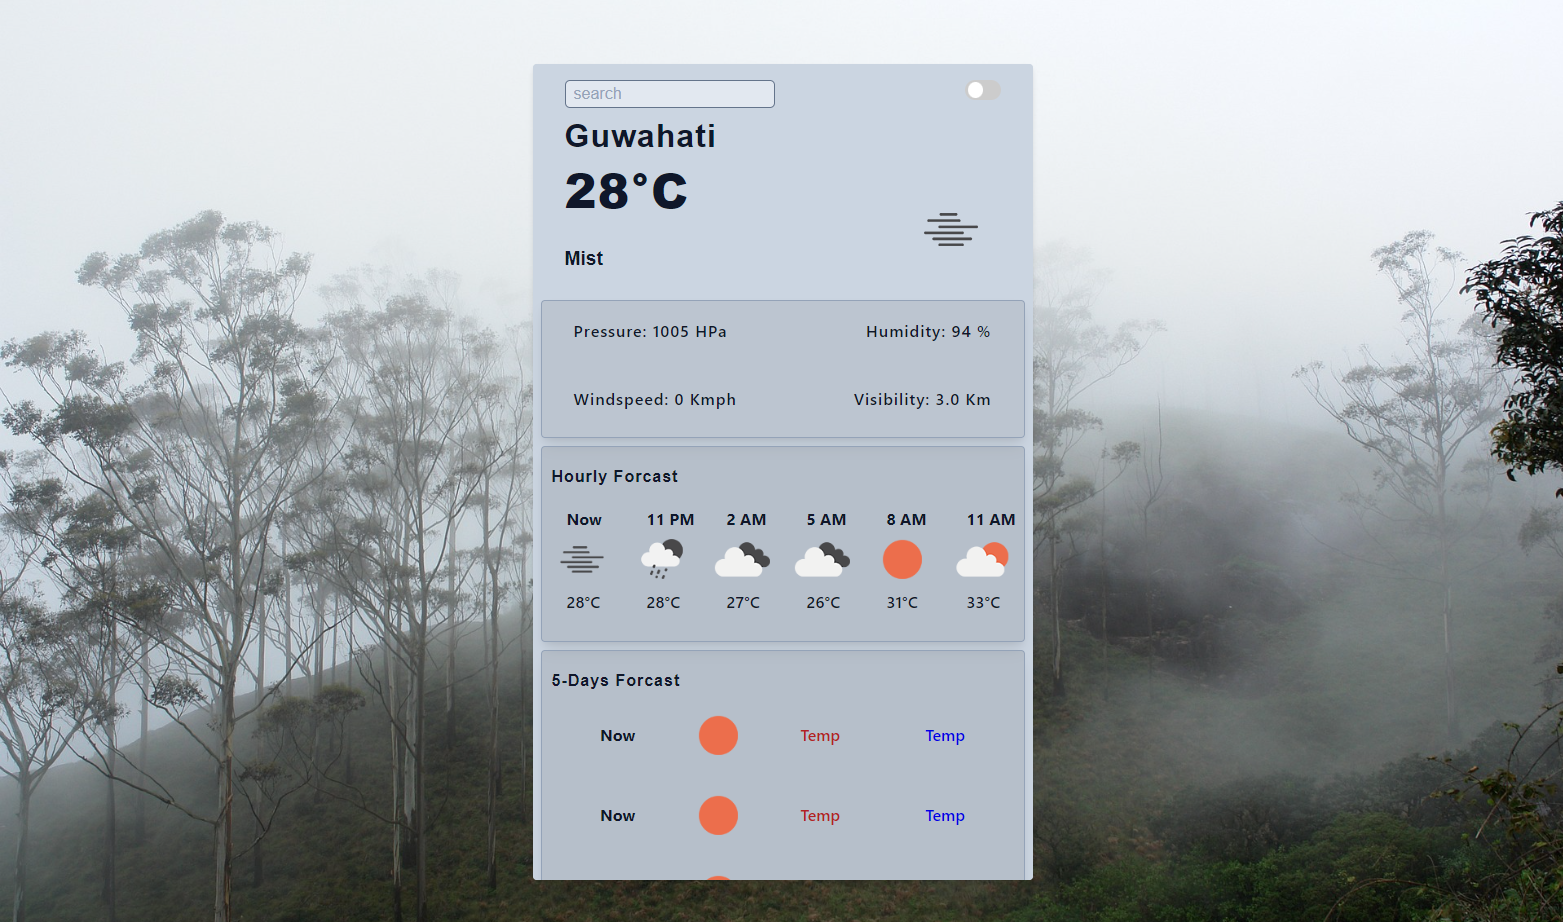 search
Guwahati
28°C
Mist
Pressure: 1005 HPa Humidity: 94 %
Windspeed: 0 Kmph Visibility: 3.0 Km
Hourly Forcast
Now 11 PM 2 AM 5 AM 8 AM 11 AM
28°C 28°C 27°C 26°C 31°C 33°C
5-Days Forcast
Now Temp Temp
Now Temp Temp